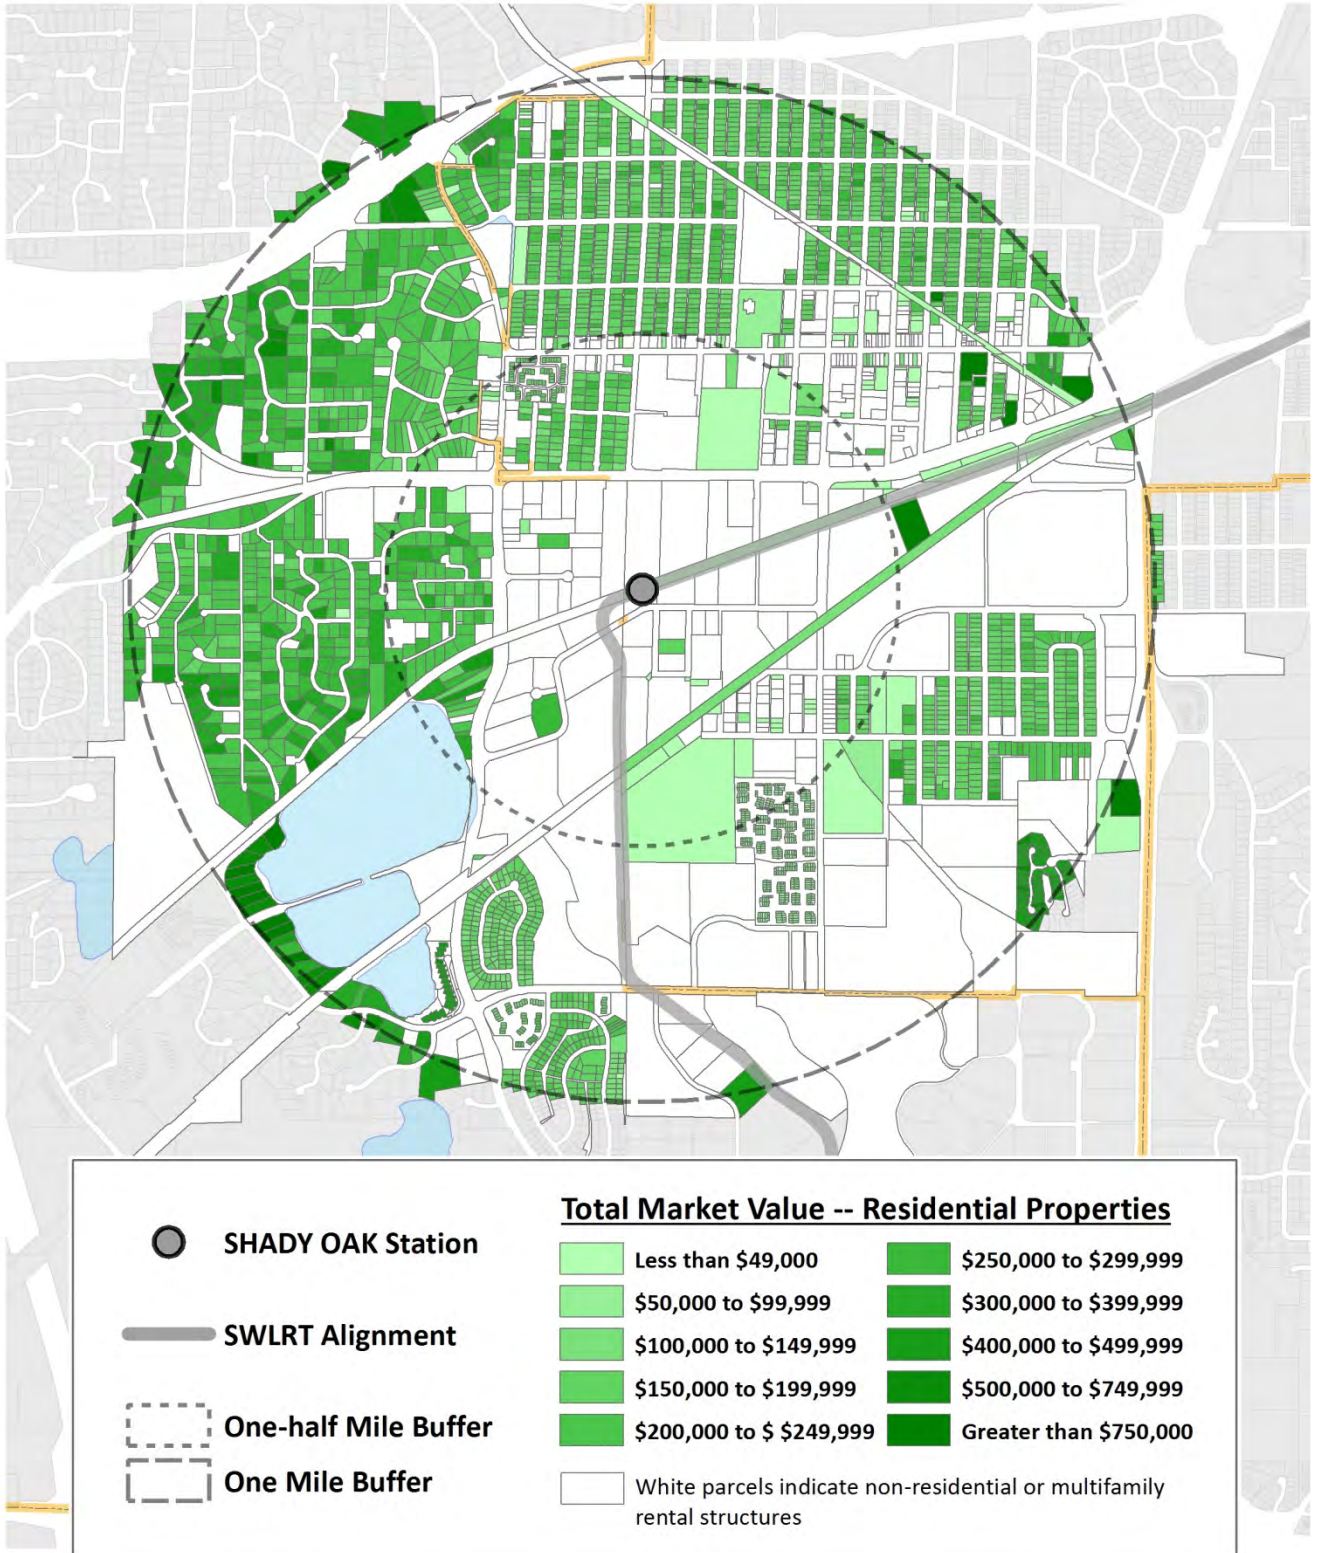 SHADY OAK Station
SWLRT Alignment
One-half Mile Buffer
One Mile Buffer
Total Market Value -- Residential Properties
Less than $49,000
$50,000 to $99,999
$100,000 to $149,999
$150,000 to $199,999
$200,000 to $ $249,999
$250,000 to $299,999
$300,000 to $399,999
$400,000 to $499,999
$500,000 to $749,999
Greater than $750,000
White parcels indicate non-residential or multifamily
rental structures